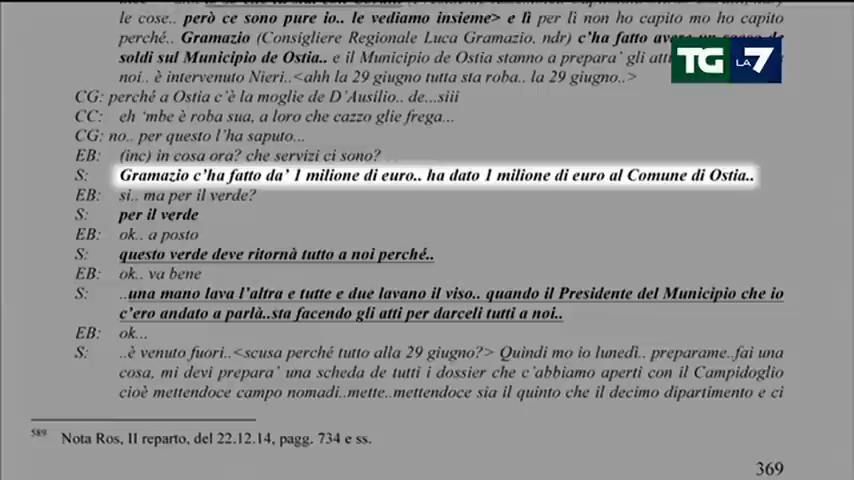 le cose.. però ce sono pure io.. le vediamo insieme> e lì per lì non ho capito mo ho capito
perché.. Gramazio (Consigliere Regionale Luca Gramazio, ndr) c'ha fatto avere un sacco de
soldi sul Municipio de Ostia.. e il Municipio de Ostia stanno a prepara' gli atti
noi.. è intervenuto Nieri..<ahh la 29 giugno tutta sta roba.. la 29 giugno..>
TG LA7
CG: perché a Ostia c'è la moglie de D'Ausilio.. de...siii
CC: eh 'mbe è roba sua, a loro che cazzo glie frega...
CG: no.. per questo l'ha saputo...
EB: (inc) in cosa ora? che servizi ci sono?
S: Gramazio c'ha fatto da' 1 milione di euro.. ha dato 1 milione di euro al Comune di Ostia..
EB: si.. ma per il verde?
S: per il verde
EB: ok.. a posto
S: questo verde deve ritornà tutto a noi perché..
EB: ok.. va bene
S: ..una mano lava l'altra e tutte e due lavano il viso.. quando il Presidente del Municipio che io
c'ero andato a parlà..sta facendo gli atti per darceli tutti a noi..
EB: ok...
S: ..è venuto fuori..<scusa perché tutto alla 29 giugno?> Quindi mo io lunedì.. preparame..fai una
cosa, mi devi prepara' una scheda de tutti i dossier che c'abbiamo aperti con il Campidoglio
cioè mettendoce campo nomadi..mette..mettendoce sia il quinto che il decimo dipartimento e ci
589 Nota Ros, II reparto, del 22.12.14, pagg. 734 e ss.
369